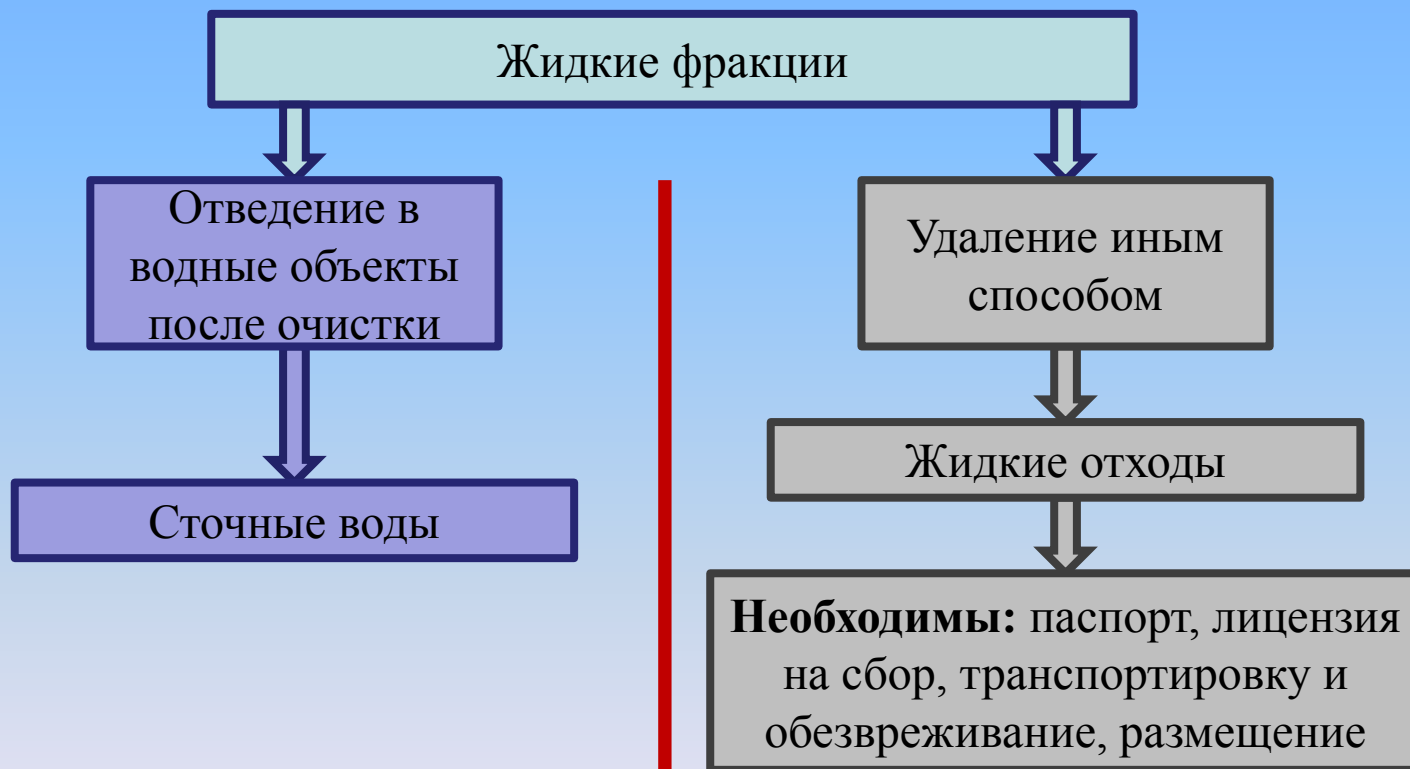 Жидкие фракции
Отведение в
водные объекты
после очистки
Сточные воды
Удаление иным
способом
Жидкие отходы
Необходимы: паспорт, лицензия
на сбор, транспортировку и
обезвреживание, размещение